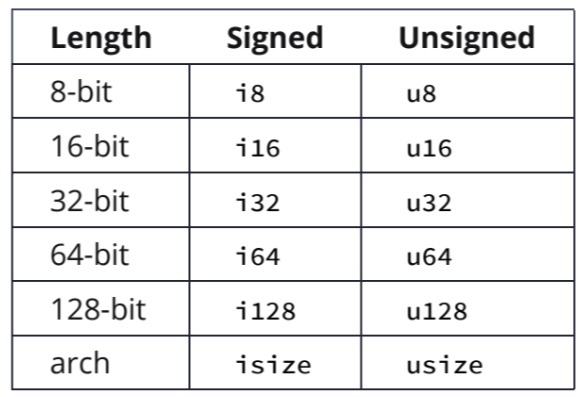 Length Signed Unsigned
8-bit i8 u8
16-bit i16 u16
32-bit i32 u32
64-bit i64 u64
128-bit i128 u128
arch isize usize